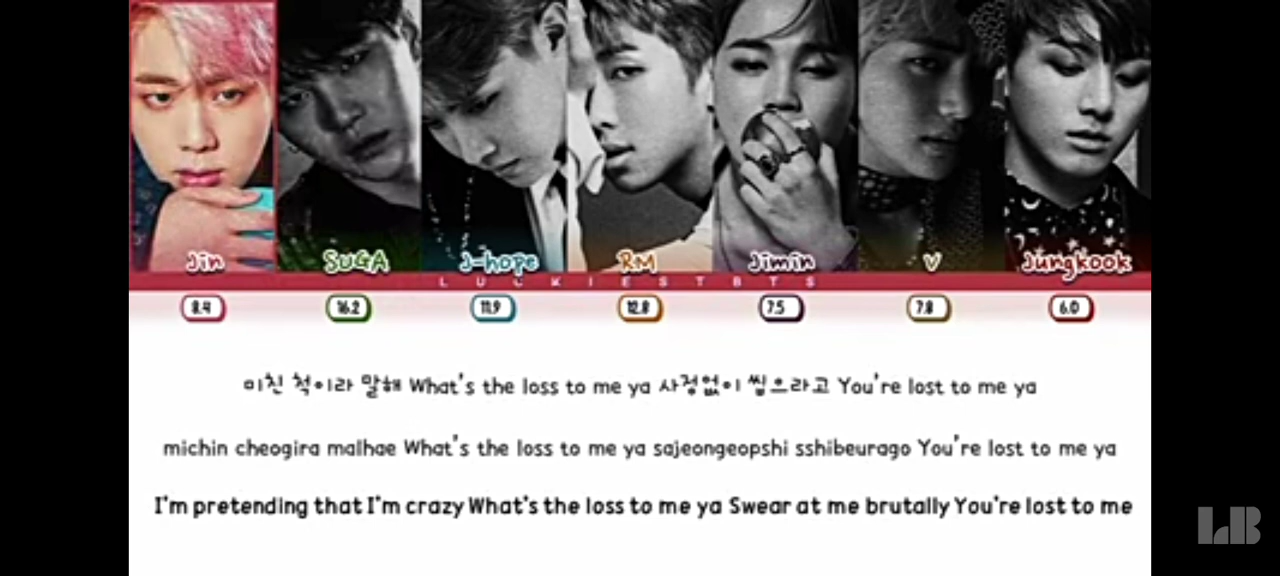 Jin SUGA J-hope RM Jimin V Jungkook
LUCKIESTBTS
8.4 16.2 11.9 12.8 7.5 7.8 6.0
미친 척이라 말해 What's the loss to me ya 사정없이 씹으라고 You're lost to me ya
michin cheogira malhae What's the loss to me ya sajeongeopshi sshibeurago You're lost to me ya
I'm pretending that I'm crazy What's the loss to me ya Swear at me brutally You're lost to me
LB